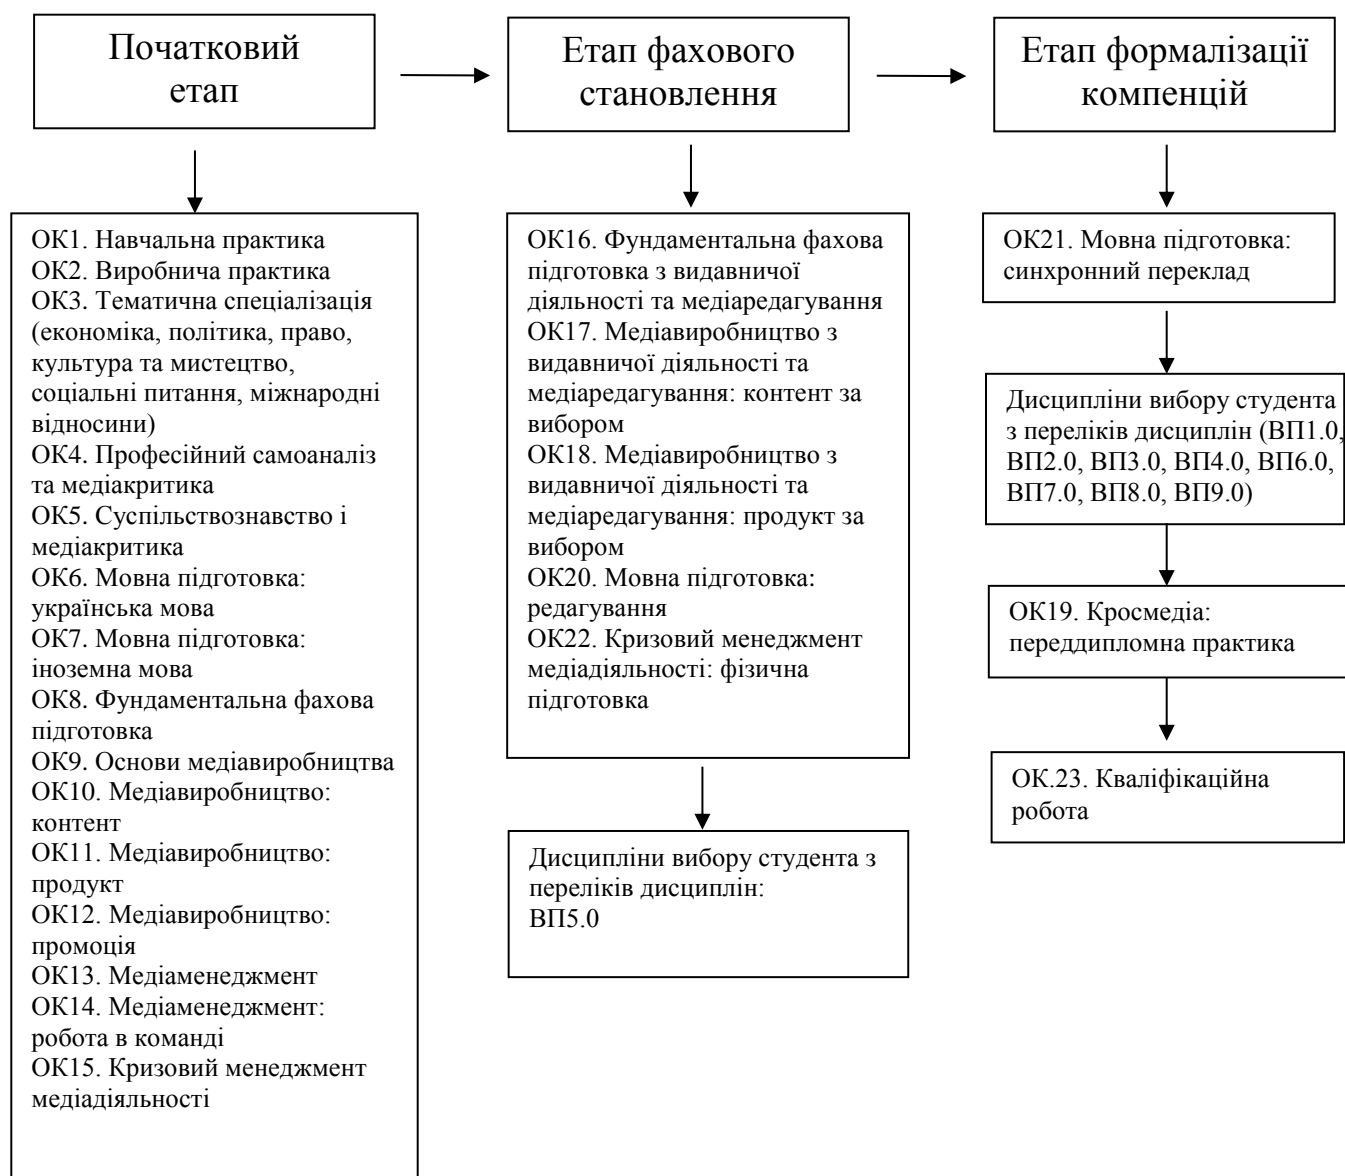 Початковий
етап
Етап фахового
становлення
Етап формалізації
компенцій
ОК1. Навчальна практика
ОК2. Виробнича практика
ОК3. Тематична спеціалізація
(економіка, політика, право,
культура та мистецтво,
соціальні питання, міжнародні
відносини)
ОК4. Професійний самоаналіз
та медіакритика
ОК5. Суспільствознавство і
медіакритика
ОК6. Мовна підготовка:
українська мова
ОК7. Мовна підготовка:
іноземна мова
ОК8. Фундаментальна фахова
підготовка
ОК9. Основи медіавиробництва
ОК10. Медіавиробництво:
контент
ОК11. Медіавиробництво:
продукт
ОК12. Медіавиробництво:
промоція
ОК13. Медіаменеджмент
ОК14. Медіаменеджмент:
робота в команді
ОК15. Кризовий менеджмент
медіадіяльності
ОК16. Фундаментальна фахова
підготовка з видавничої
діяльності та медіаредагування
ОК17. Медіавиробництво з
видавничої діяльності та
медіаредагування: контент за
вибором
ОК18. Медіавиробництво з
видавничої діяльності та
медіаредагування: продукт за
вибором
ОК20. Мовна підготовка:
редагування
ОК22. Кризовий менеджмент
медіадіяльності: фізична
підготовка
Дисципліни вибору студента з
переліків дисциплін:
ВП5.0
ОК21. Мовна підготовка:
синхронний переклад
Дисципліни вибору студента
з переліків дисциплін (ВП1.0,
ВП2.0, ВП3.0, ВП4.0, ВП6.0,
ВП7.0, ВП8.0, ВП9.0)
ОК19. Кросмедіа:
переддипломна практика
ОК.23. Кваліфікаційна
робота